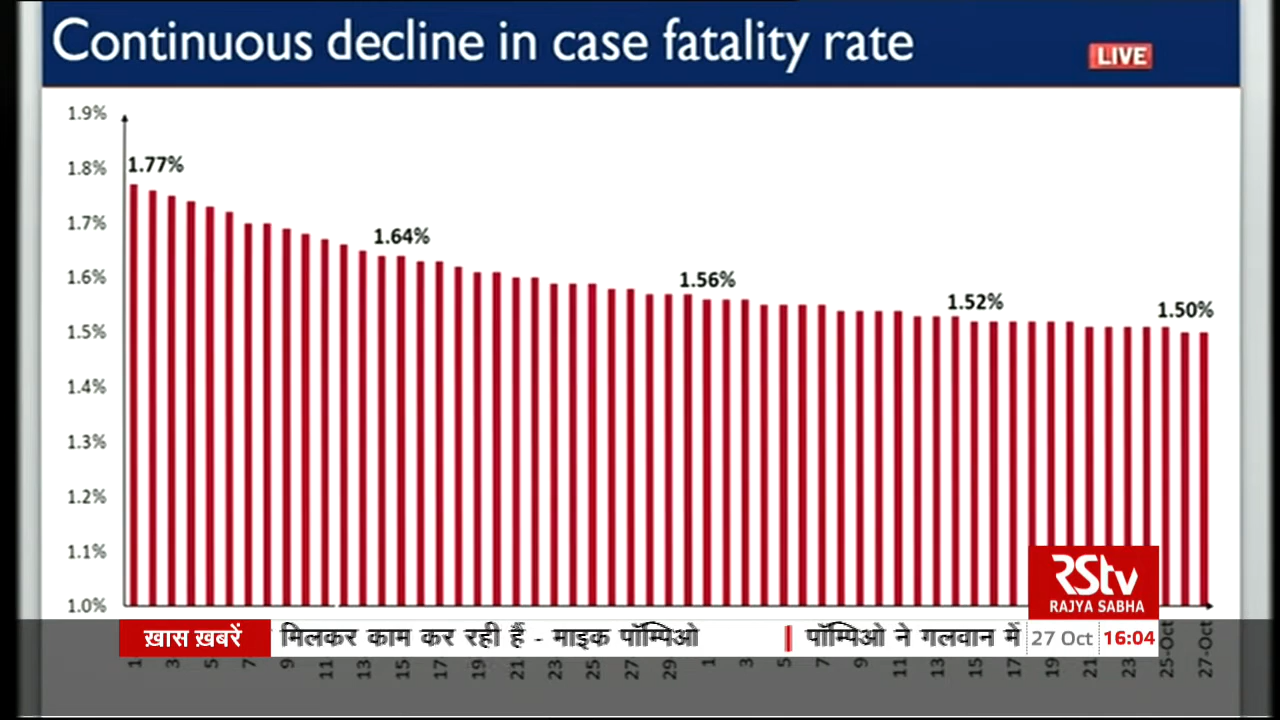 Continuous decline in case fatality rate
LIVE
1.9%
1.8%
1.7%
1.6%
1.5%
1.4%
1.3%
1.2%
1.1%
1.0%
1.77%
1.64%
1.56%
1.52%
1.50%
RStv
RAJYA SABHA
ख़ास ख़बरें मिलकर काम कर रही हैं - माइक पॉम्पिओ पॉम्पिओ ने गलवान में 27 Oct 16:04
1 3 5 7 9 11 13 15 17 19 21 23 25 27 29 1 3 5 7 9 11 13 15 17 19 21 23 25-Oct 27-Oct